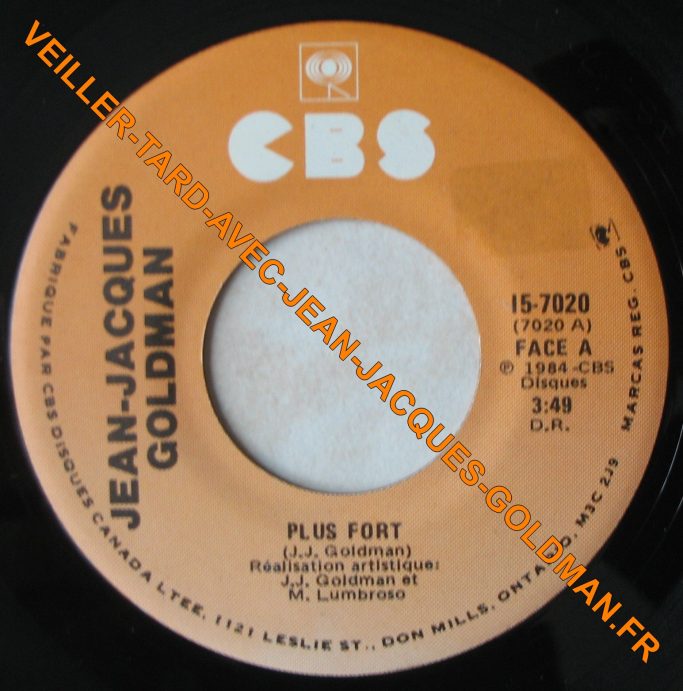 CBS
JEAN-JACQUES
GOLDMAN
15-7020
(7020 A)
FACE A
℗ 1984 - CBS
Disques
3:49
D.R.
PLUS FORT
(J.J. Goldman)
Réalisation artistique:
J.J. Goldman et
M. Lumbroso
FABRIQUE PAR CBS DISQUES CANADA LTEE, 1121 LESLIE ST., DON MILLS, ONTARIO, M3C 2J9 MARCAS REG. CBS
VEILLER-TARD-AVEC-JEAN-JACQUES-GOLDMAN.FR